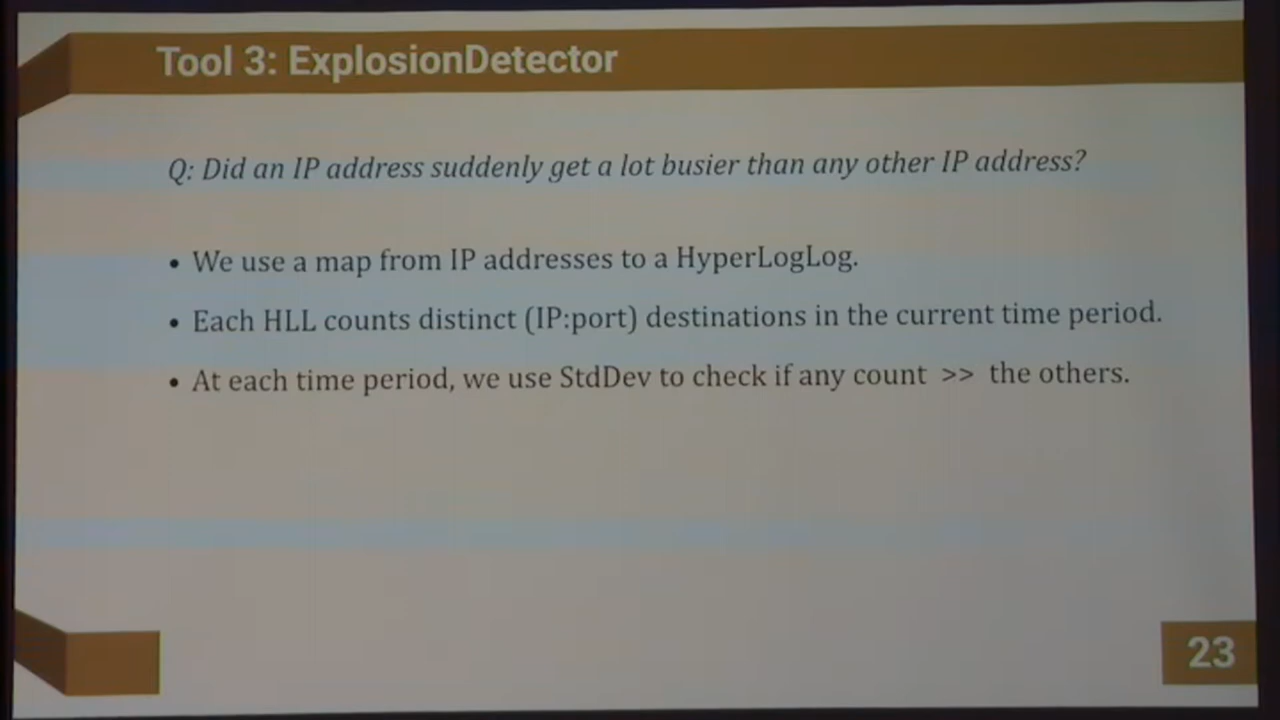 Tool 3: ExplosionDetector
Q: Did an IP address suddenly get a lot busier than any other IP address?
• We use a map from IP addresses to a HyperLogLog.
• Each HLL counts distinct (IP:port) destinations in the current time period.
• At each time period, we use StdDev to check if any count >> the others.
23